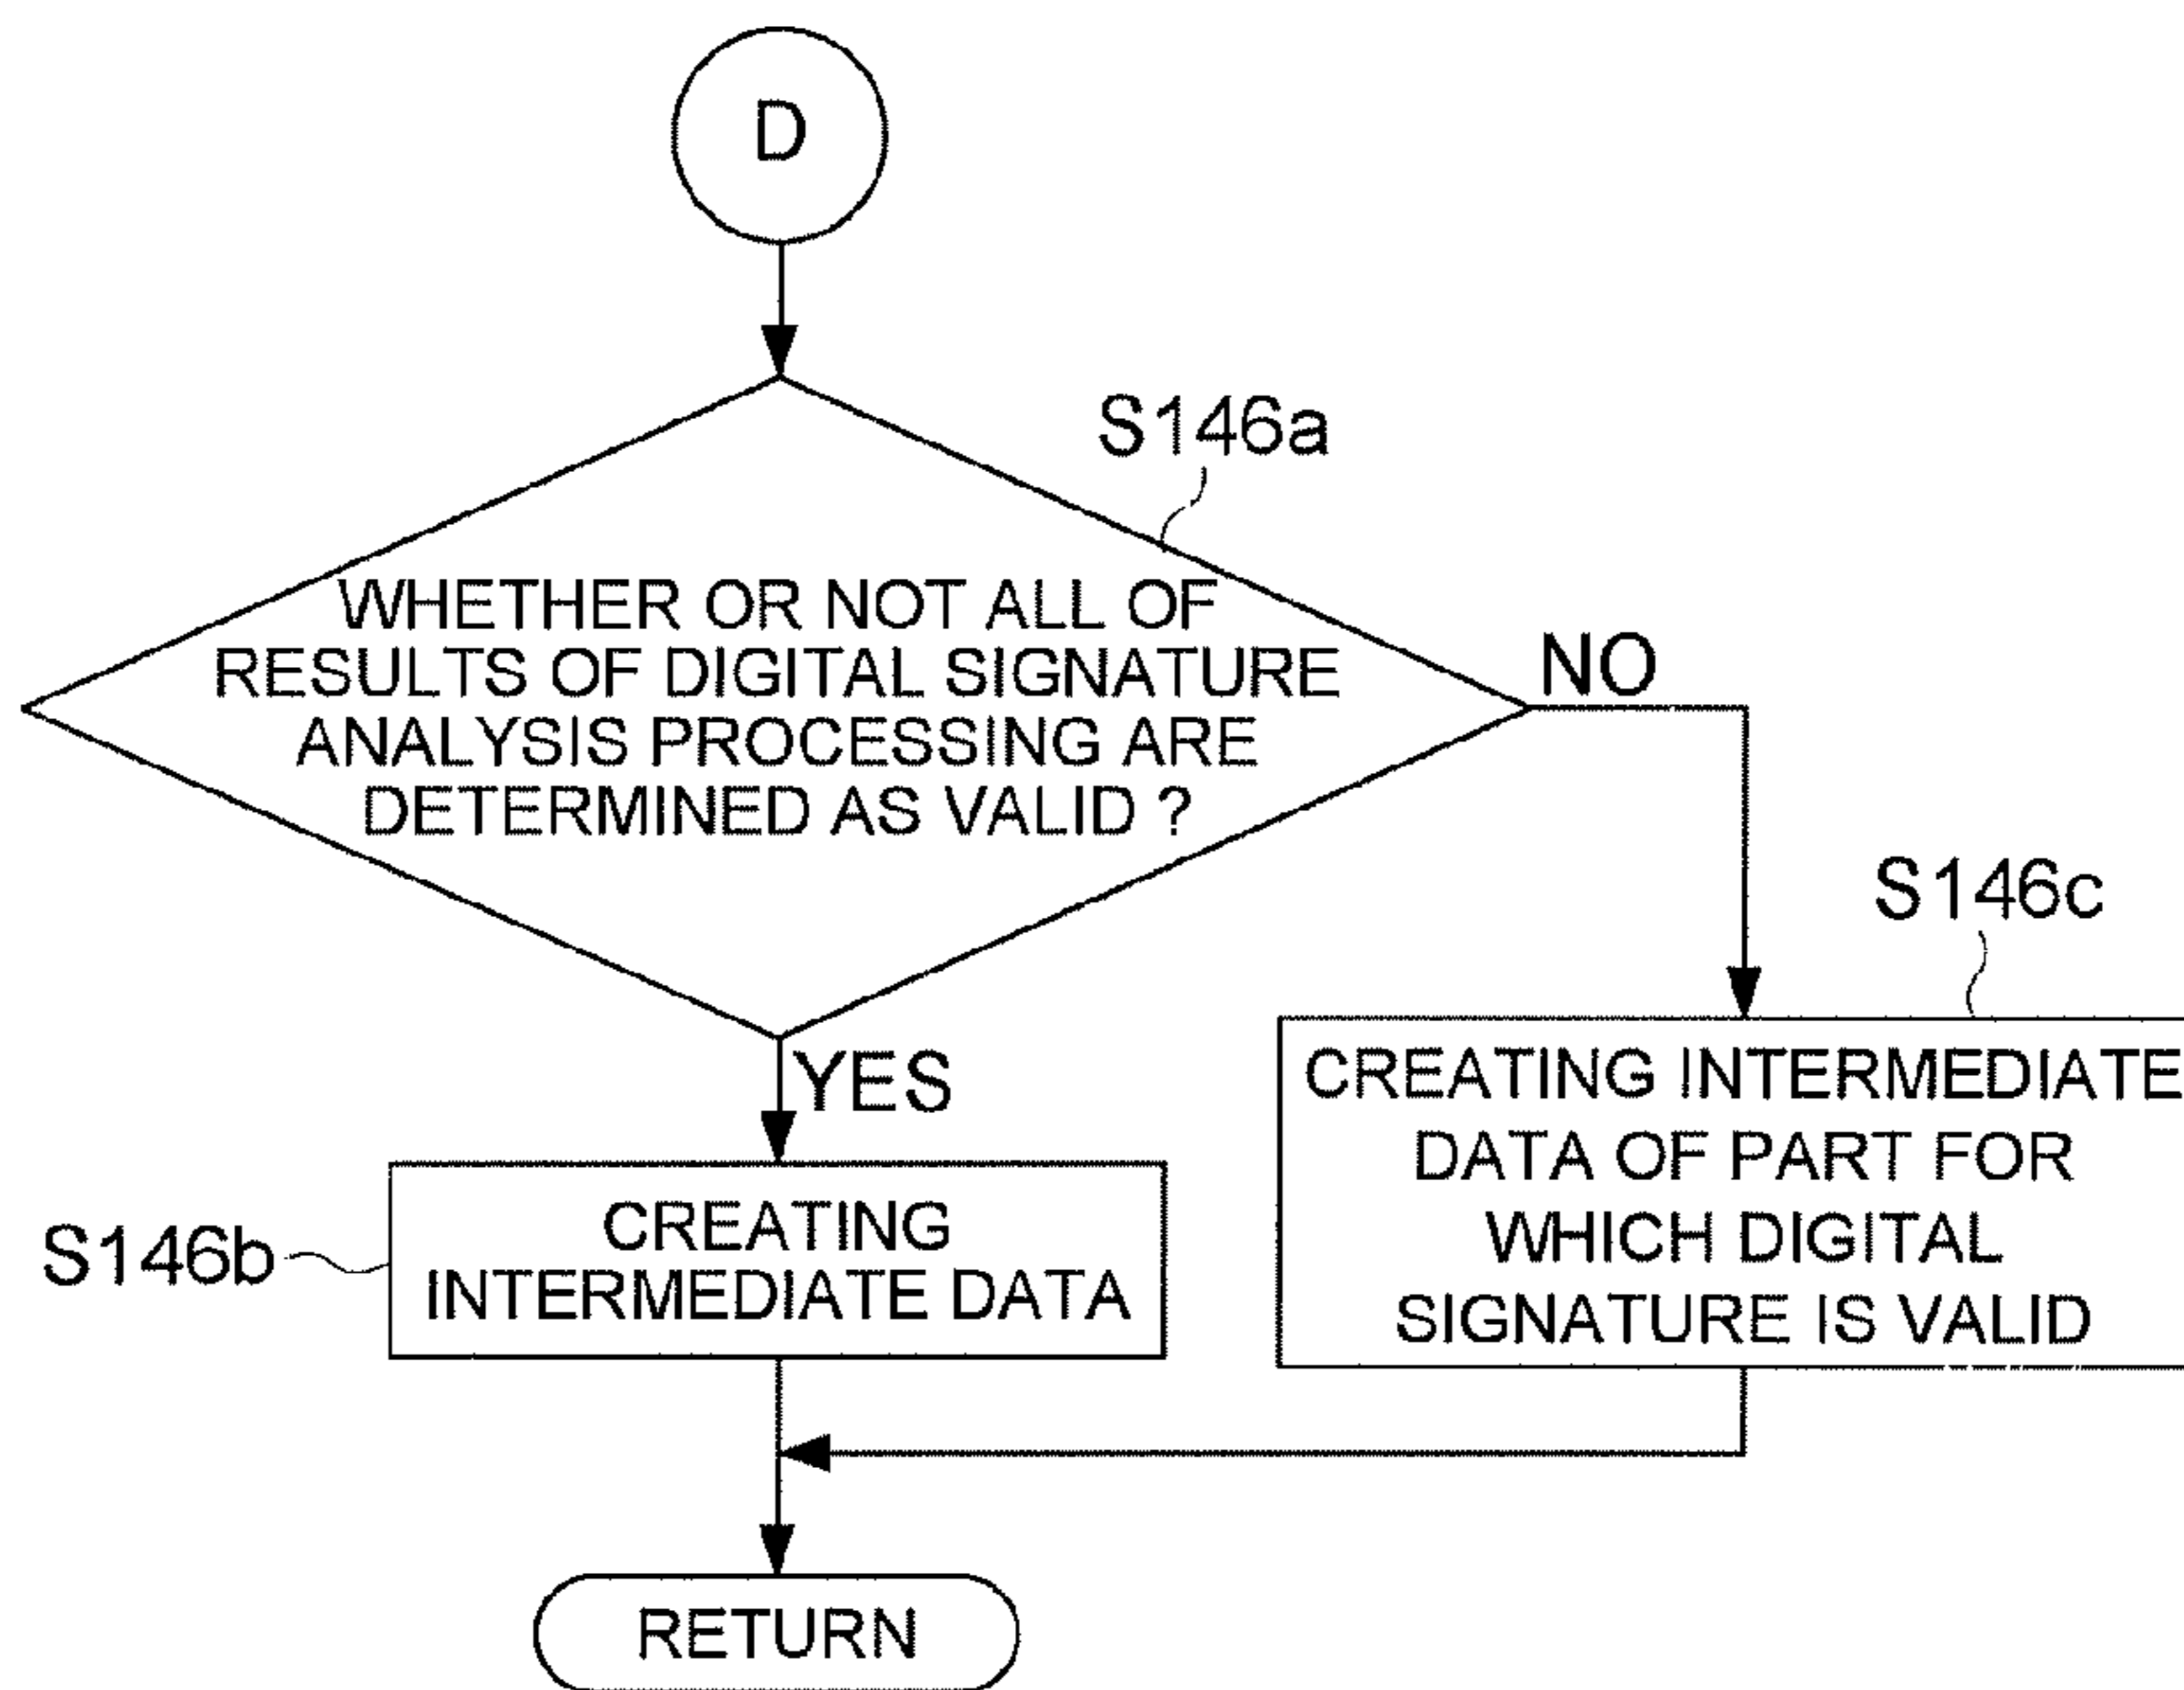 D
S146a
WHETHER OR NOT ALL OF
RESULTS OF DIGITAL SIGNATURE
ANALYSIS PROCESSING ARE
DETERMINED AS VALID ?
NO
YES
S146c
CREATING INTERMEDIATE
DATA OF PART FOR
WHICH DIGITAL
SIGNATURE IS VALID
S146b
CREATING
INTERMEDIATE DATA
RETURN